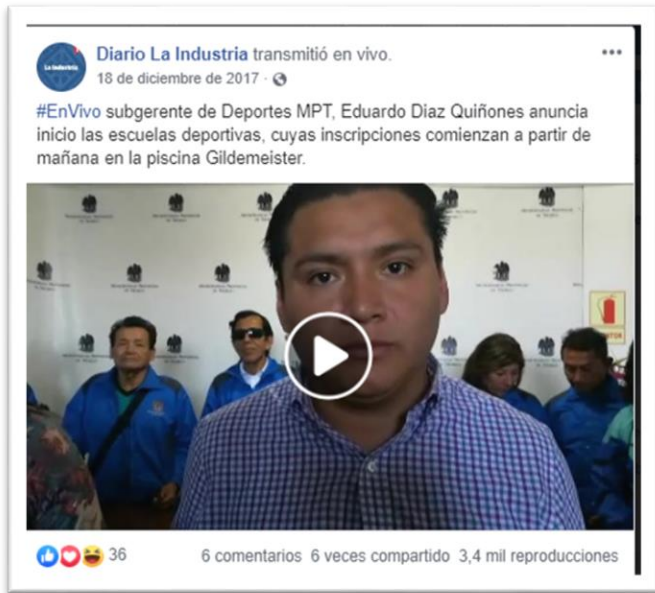 Diario La Industria transmitió en vivo.
18 de diciembre de 2017 ·
#EnVivo subgerente de Deportes MPT, Eduardo Diaz Quiñones anuncia
inicio las escuelas deportivas, cuyas inscripciones comienzan a partir de
mañana en la piscina Gildemeister.
36
6 comentarios 6 veces compartido 3,4 mil reproducciones